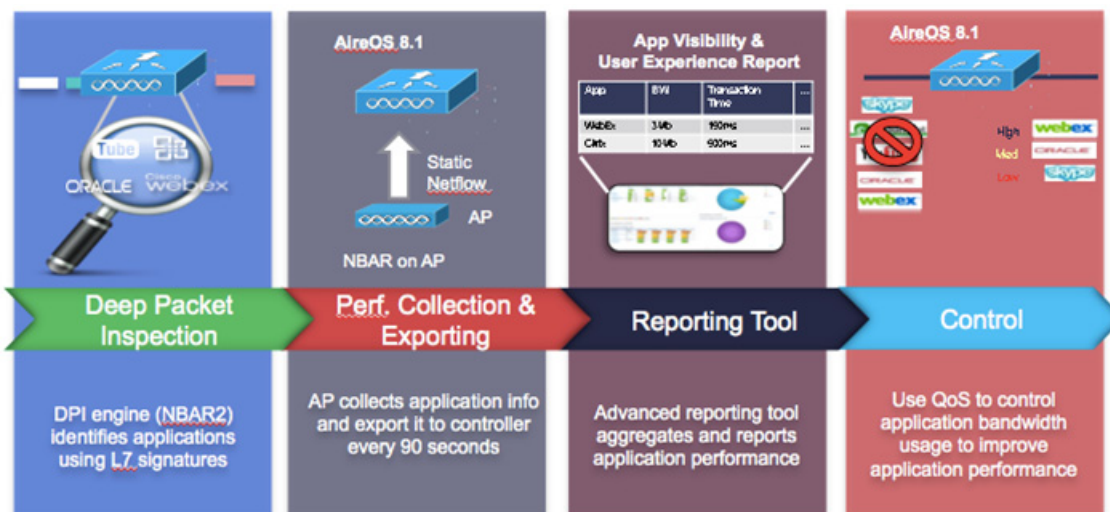 Tube
ORACLE
Cisco
webex
Deep Packet
Inspection
DPI engine (NBAR2)
identifies applications
using L7 signatures
AireOS 8.1
Static
Netflow
AP
NBAR on AP
Perf. Collection &
Exporting
AP collects application info
and export it to controller
every 90 seconds
App Visibility &
User Experience Report
App BW Transaction Time ...
WebEx 3 Mb 150ms ...
Citrix 10 Mb 500ms ...
Reporting Tool
Advanced reporting tool
aggregates and reports
application performance
AireOS 8.1
skype
ORACLE
webex
High webex
Med ORACLE
Low skype
Control
Use QoS to control
application bandwidth
usage to improve
application performance